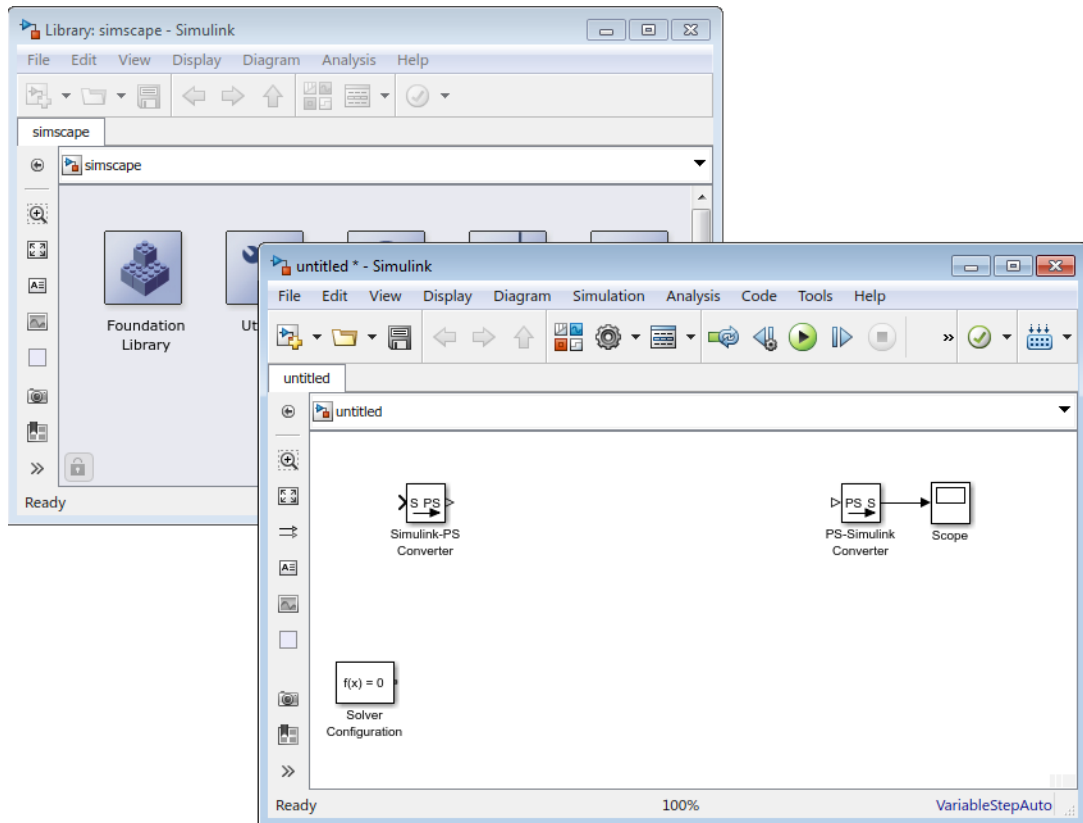 Library: simscape - Simulink
File Edit View Display Diagram Analysis Help
simscape
simscape
Foundation
Library
Ut
Ready
untitled * - Simulink
File Edit View Display Diagram Simulation Analysis Code Tools Help
»
untitled
untitled
S PS
Simulink-PS
Converter
PS S
PS-Simulink
Converter
Scope
f(x) = 0
Solver
Configuration
Ready 100% VariableStepAuto